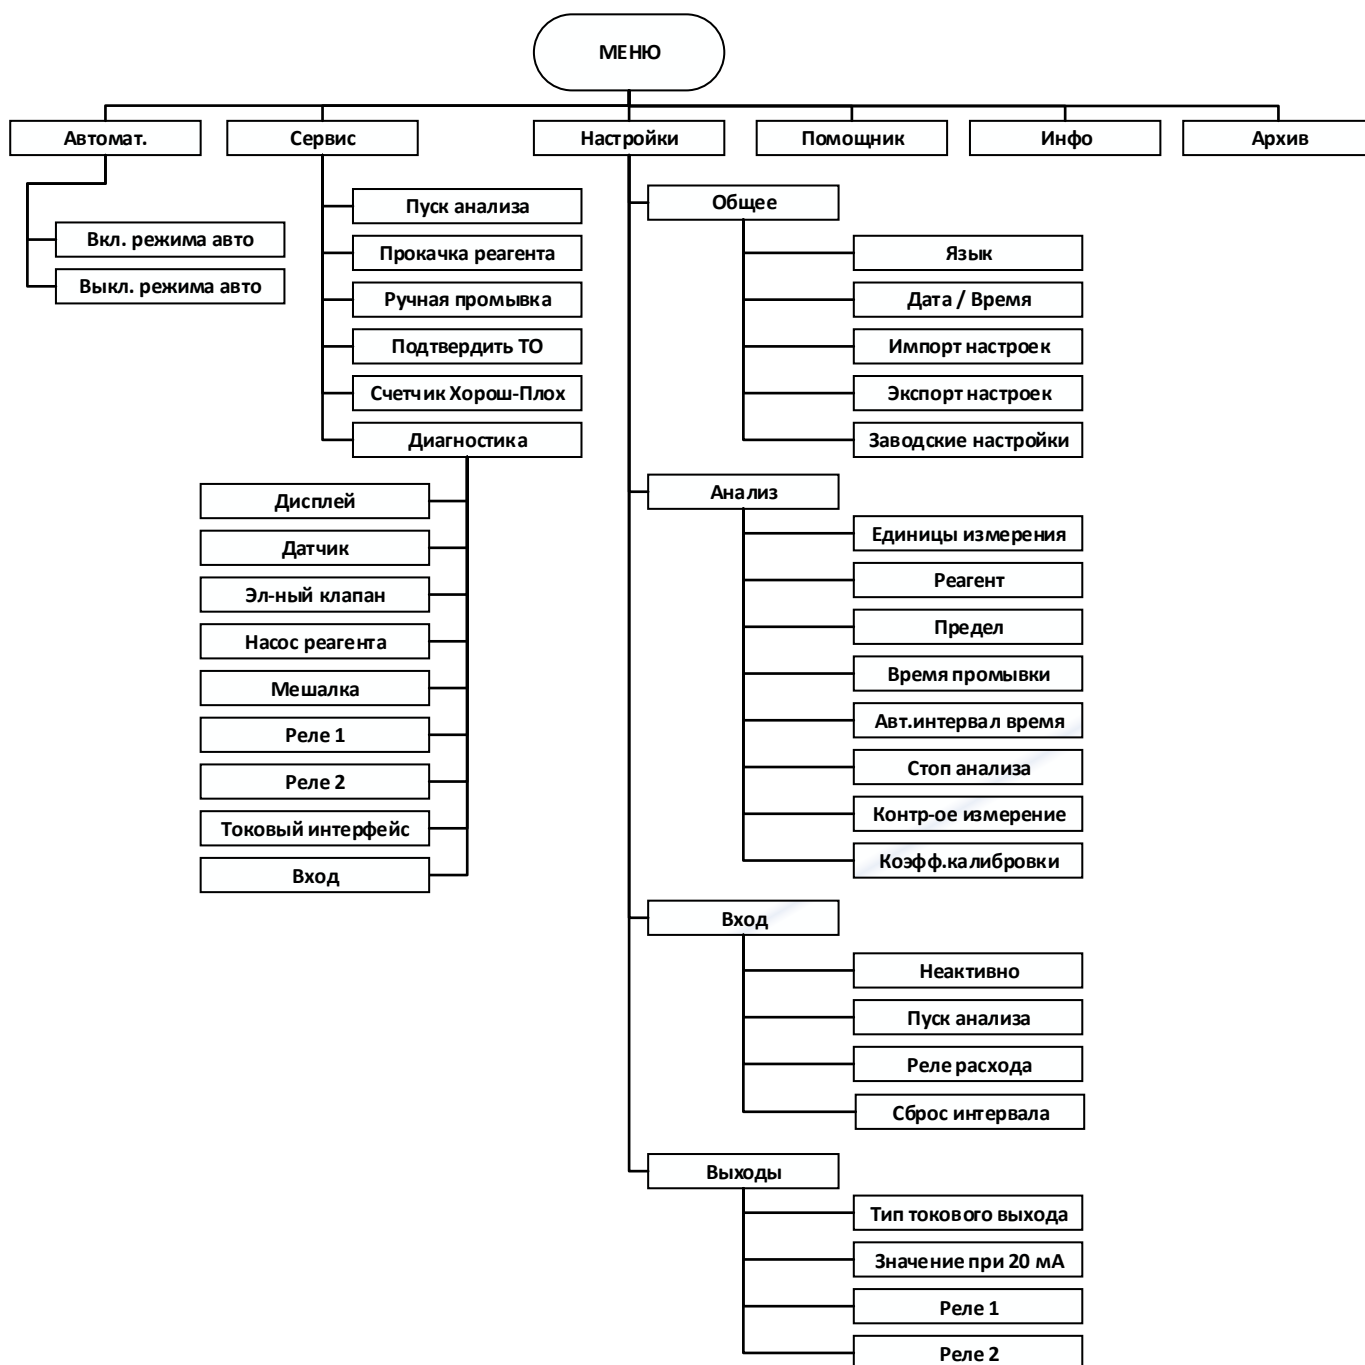 МЕНЮ
Автомат.
Сервис
Настройки
Помощник
Инфо
Архив
Вкл. режима авто
Выкл. режима авто
Пуск анализа
Прокачка реагента
Ручная промывка
Подтвердить ТО
Счетчик Хорош-Плох
Диагностика
Дисплей
Датчик
Эл-ный клапан
Насос реагента
Мешалка
Реле 1
Реле 2
Токовый интерфейс
Вход
Общее
Язык
Дата / Время
Импорт настроек
Экспорт настроек
Заводские настройки
Анализ
Единицы измерения
Реагент
Предел
Время промывки
Авт.интервал время
Стоп анализа
Контр-ое измерение
Коэфф.калибровки
Вход
Неактивно
Пуск анализа
Реле расхода
Сброс интервала
Выходы
Тип токового выхода
Значение при 20 мА
Реле 1
Реле 2